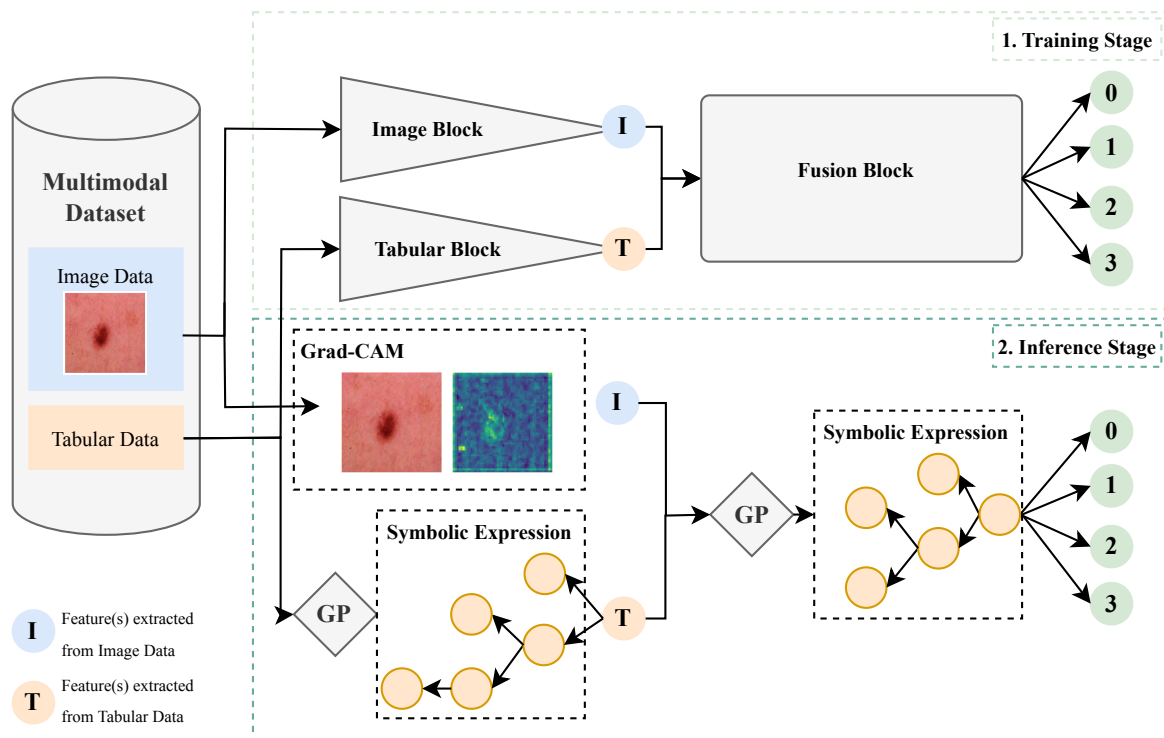 1. Training Stage
Multimodal
Dataset
Image Data
Tabular Data
Image Block
I
Tabular Block
T
Fusion Block
0
1
2
3
2. Inference Stage
Grad-CAM
I
GP
Symbolic Expression
T
GP
Symbolic Expression
0
1
2
3
I
Feature(s) extracted
from Image Data
T
Feature(s) extracted
from Tabular Data